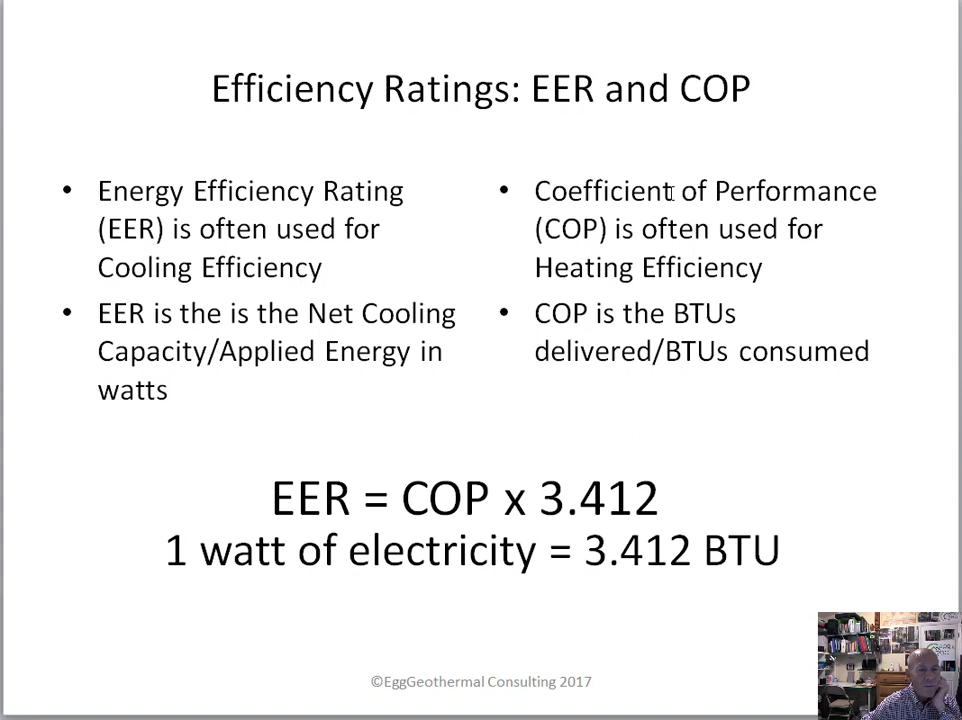 Efficiency Ratings: EER and COP
• Energy Efficiency Rating
(EER) is often used for
Cooling Efficiency
• EER is the is the Net Cooling
Capacity/Applied Energy in
watts
• Coefficient of Performance
(COP) is often used for
Heating Efficiency
• COP is the BTUs
delivered/BTUs consumed
EER = COP x 3.412
1 watt of electricity = 3.412 BTU
©EggGeothermal Consulting 2017